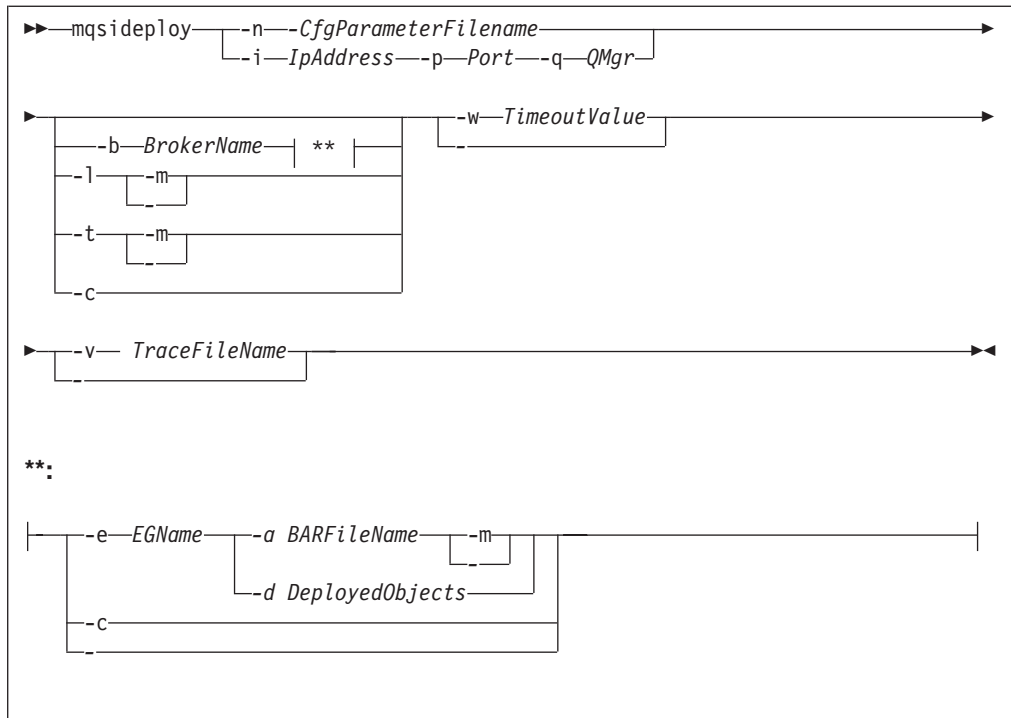 mqsideploy -n -CfgParameterFilename
-i IpAddress -p Port -q QMgr
-w TimeoutValue
-
-b BrokerName **
-l -m
-
-t -m
-
-c
-v TraceFileName
-
**:
-e EGName -a BARFileName -m
-
-d DeployedObjects
-c
-